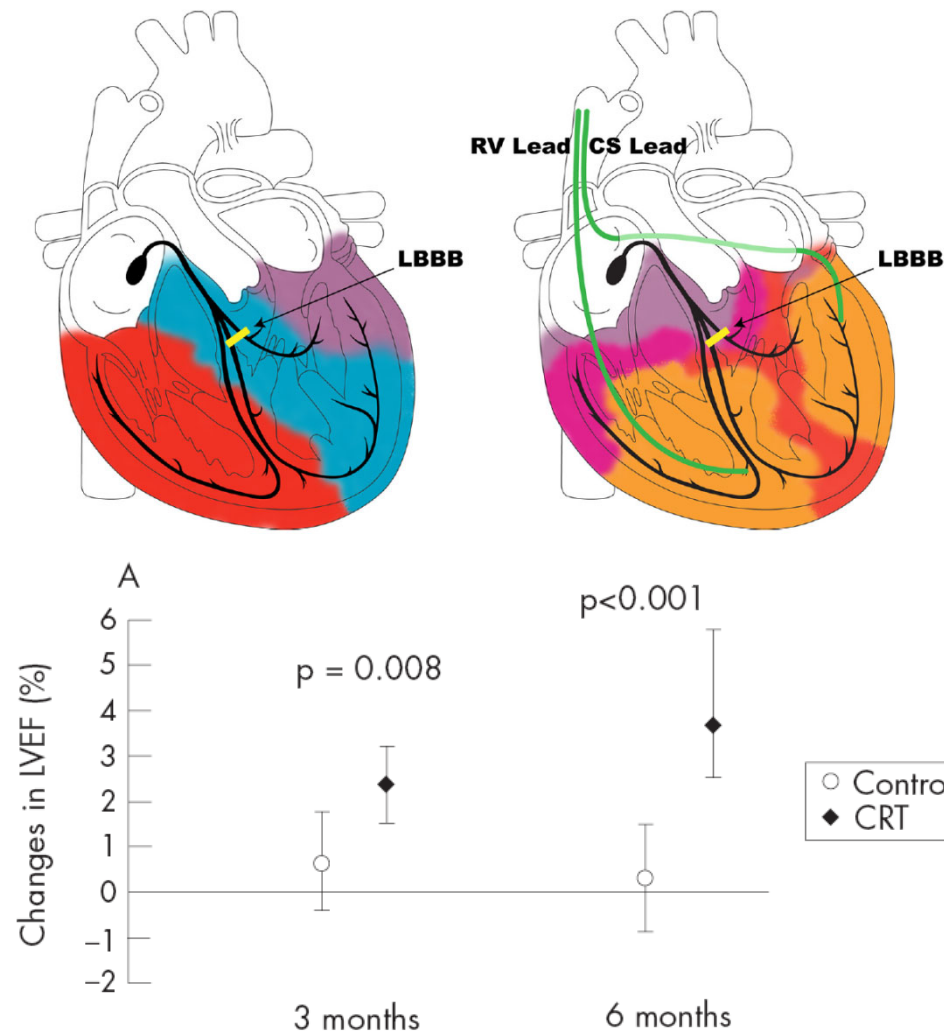 RV Lead CS Lead
LBBB
LBBB
A
p<0.001
p = 0.008
Changes in LVEF (%)
6
5
4
3
2
1
0
−1
−2
Contro
CRT
3 months
6 months